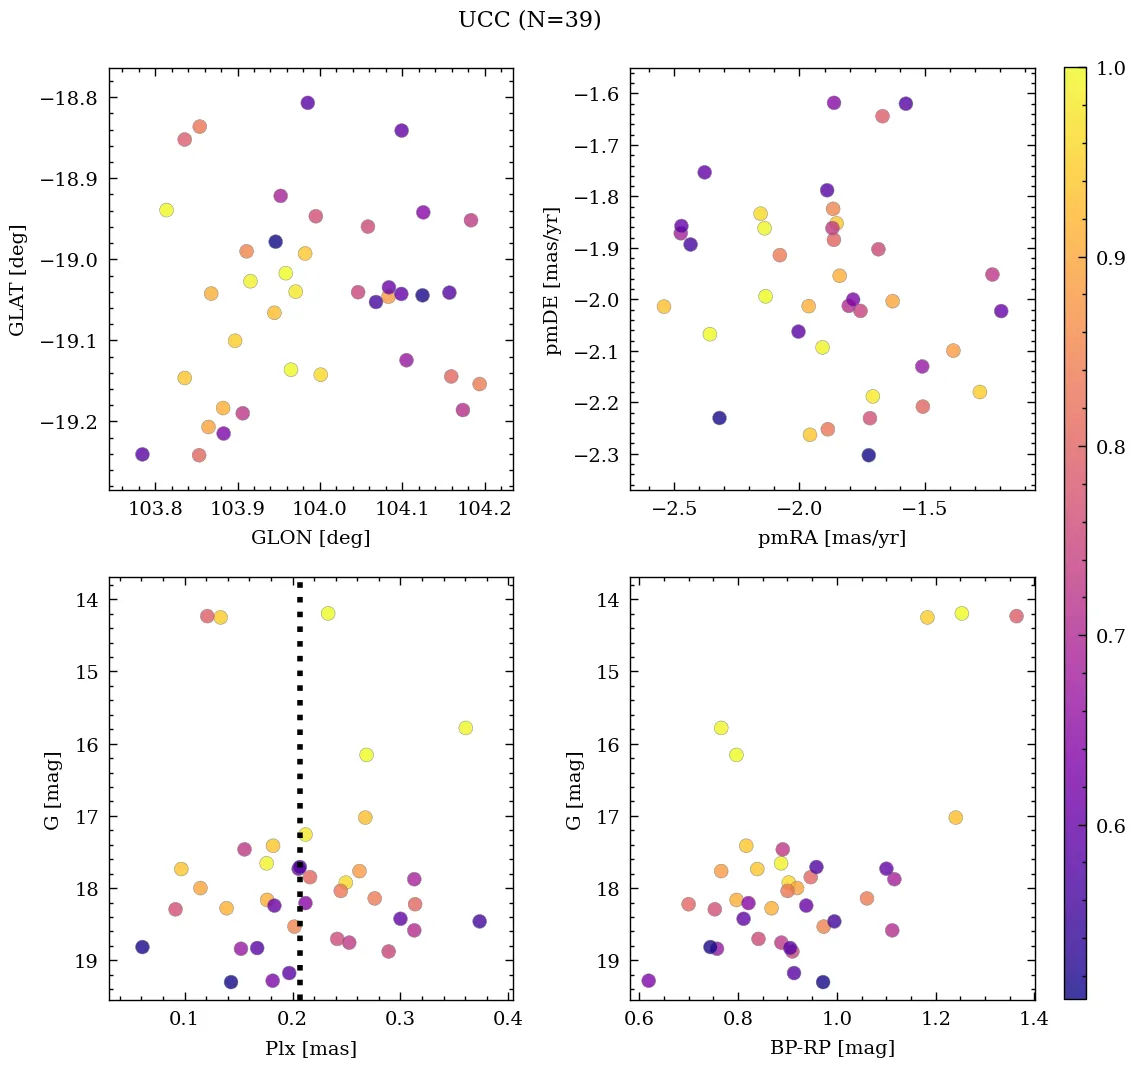 UCC (N=39)
−18.8
−18.9
−19.0
−19.1
−19.2
GLAT [deg]
103.8 103.9 104.0 104.1 104.2
GLON [deg]
−1.6
−1.7
−1.8
−1.9
−2.0
−2.1
−2.2
−2.3
pmDE [mas/yr]
−2.5 −2.0 −1.5
pmRA [mas/yr]
14
15
16
17
18
19
G [mag]
0.1 0.2 0.3 0.4
Plx [mas]
14
15
16
17
18
19
G [mag]
0.6 0.8 1.0 1.2 1.4
BP-RP [mag]
1.0
0.9
0.8
0.7
0.6